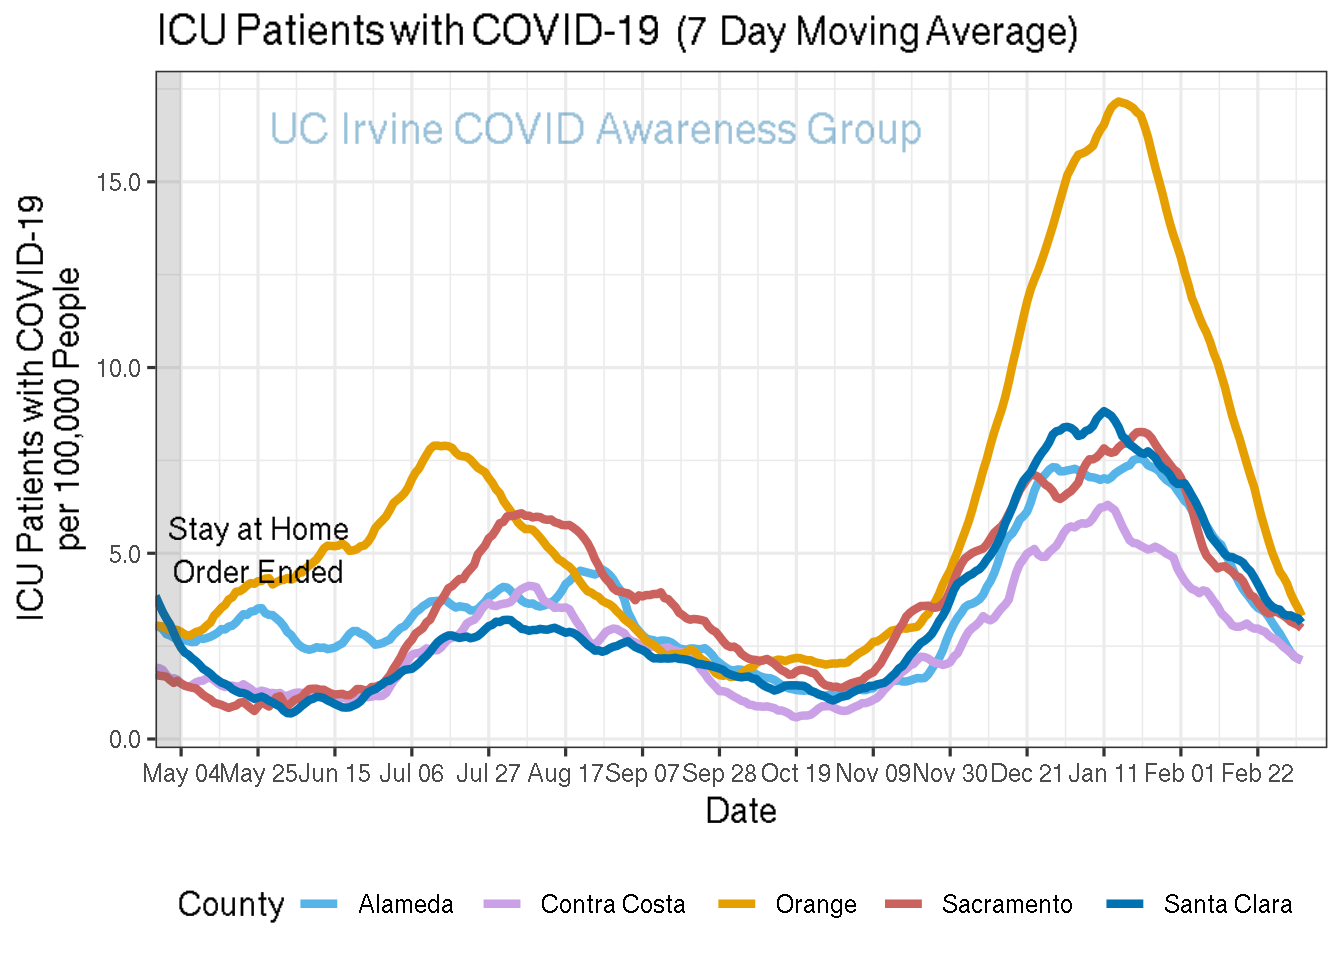 ICU Patients with COVID-19 (7 Day Moving Average)
UC Irvine COVID Awareness Group
ICU Patients with COVID-19
per 100,000 People
15.0
10.0
5.0
0.0
Stay at Home
Order Ended
May 04 May 25 Jun 15 Jul 06 Jul 27 Aug 17 Sep 07 Sep 28 Oct 19 Nov 09 Nov 30 Dec 21 Jan 11 Feb 01 Feb 22
Date
County Alameda Contra Costa Orange Sacramento Santa Clara